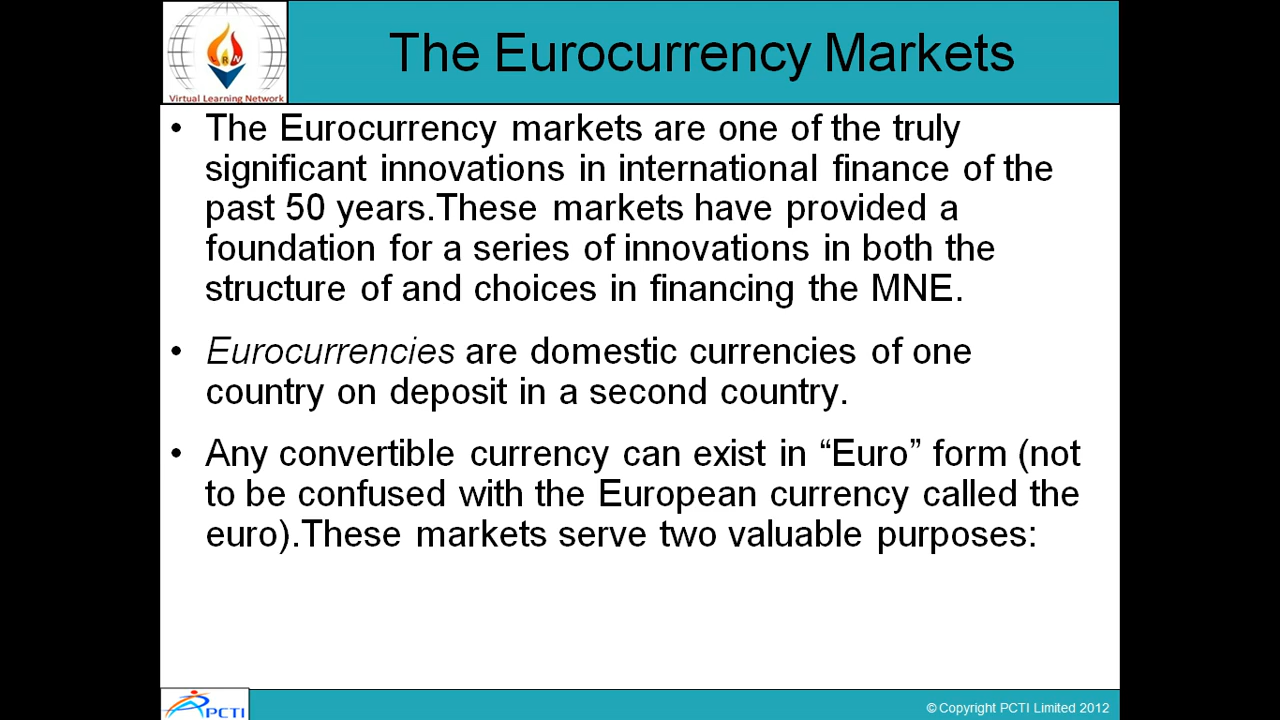 The Eurocurrency Markets
Virtual Learning Network
• The Eurocurrency markets are one of the truly
significant innovations in international finance of the
past 50 years.These markets have provided a
foundation for a series of innovations in both the
structure of and choices in financing the MNE.
• Eurocurrencies are domestic currencies of one
country on deposit in a second country.
• Any convertible currency can exist in “Euro” form (not
to be confused with the European currency called the
euro).These markets serve two valuable purposes:
PCTI
© Copyright PCTI Limited 2012